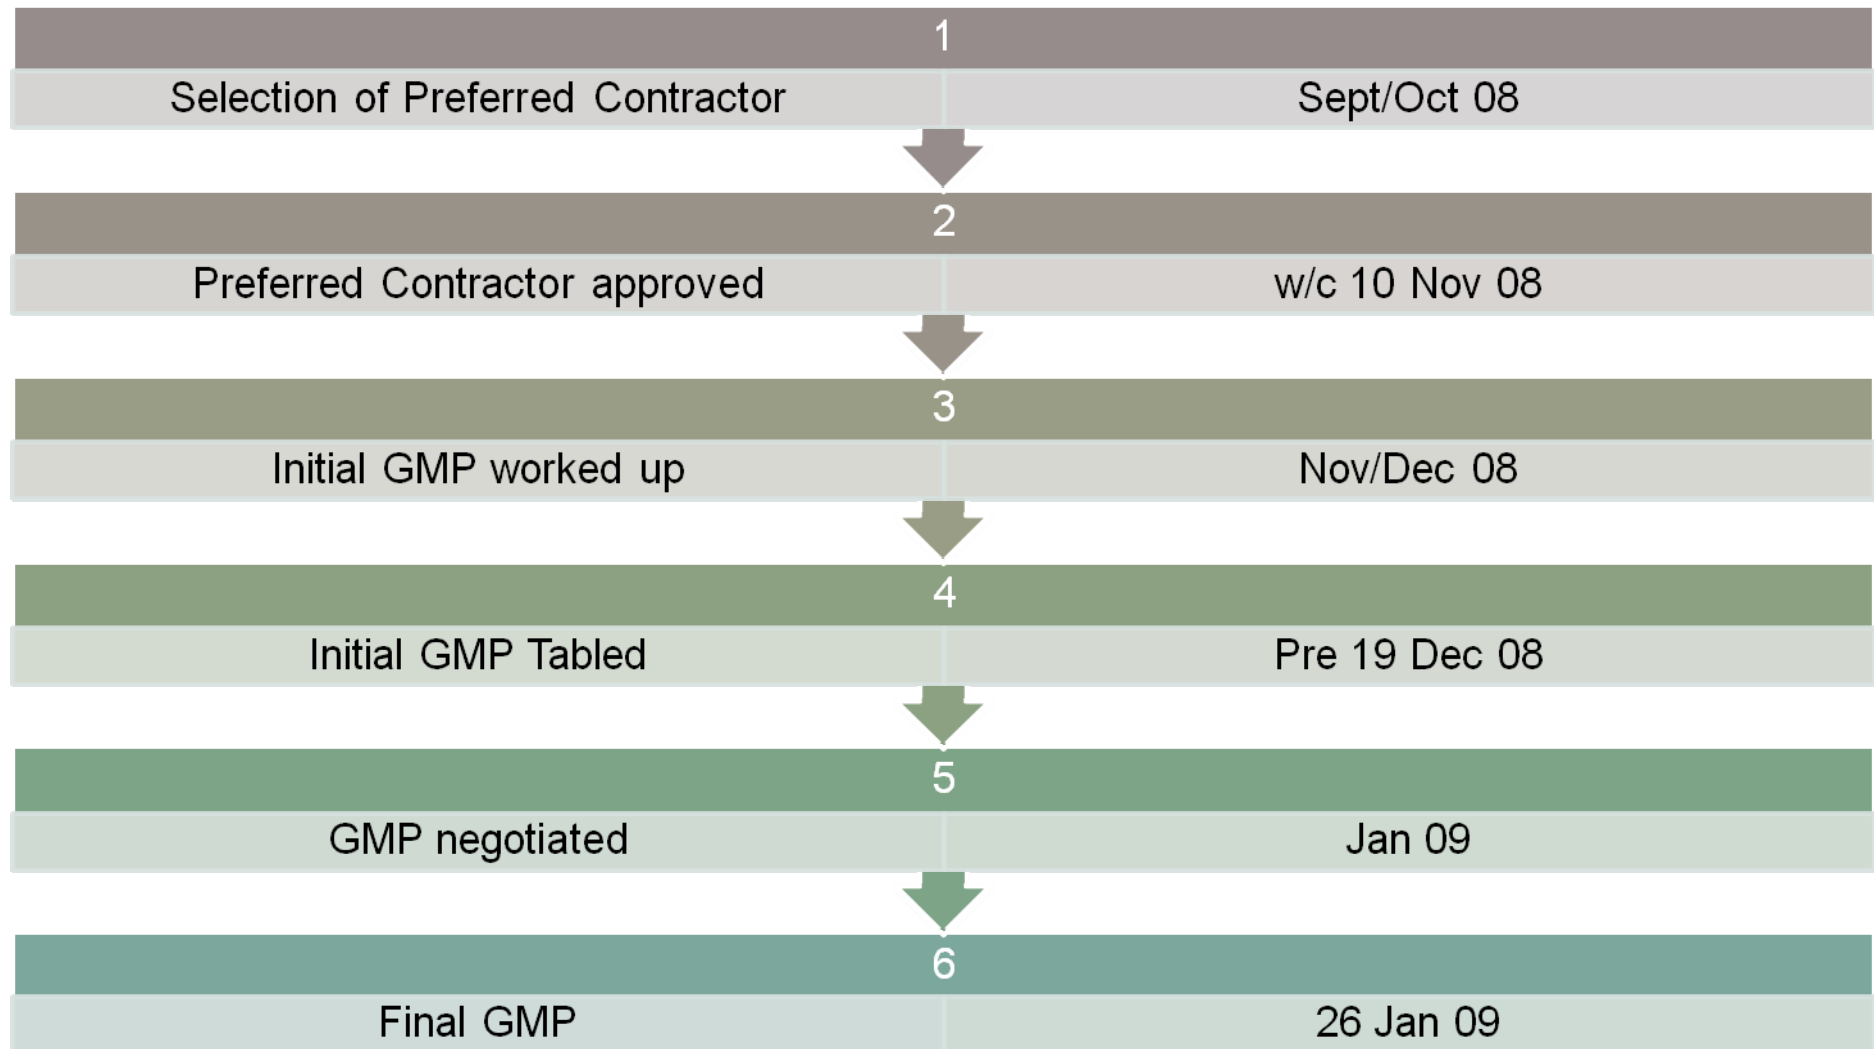 1
Selection of Preferred Contractor
Sept/Oct 08
2
Preferred Contractor approved
w/c 10 Nov 08
3
Initial GMP worked up
Nov/Dec 08
4
Initial GMP Tabled
Pre 19 Dec 08
5
GMP negotiated
Jan 09
6
Final GMP
26 Jan 09